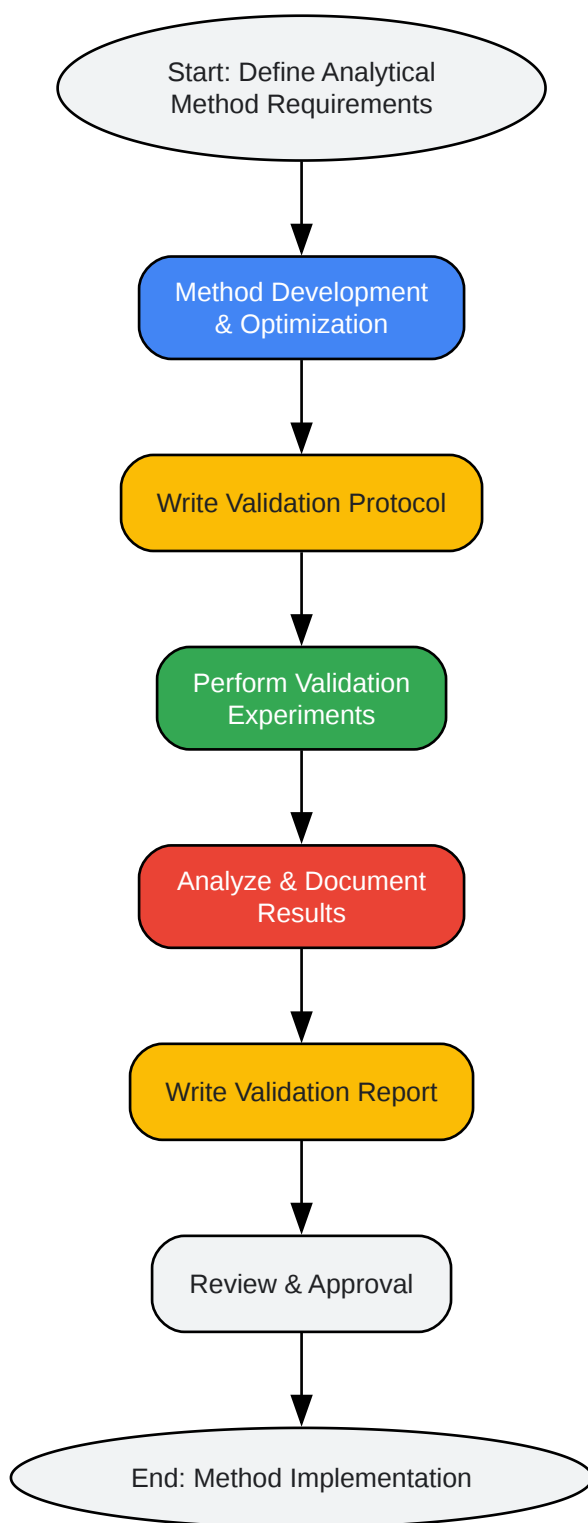 Start: Define Analytical
Method Requirements
Method Development
& Optimization
Write Validation Protocol
Perform Validation
Experiments
Analyze & Document
Results
Write Validation Report
Review & Approval
End: Method Implementation